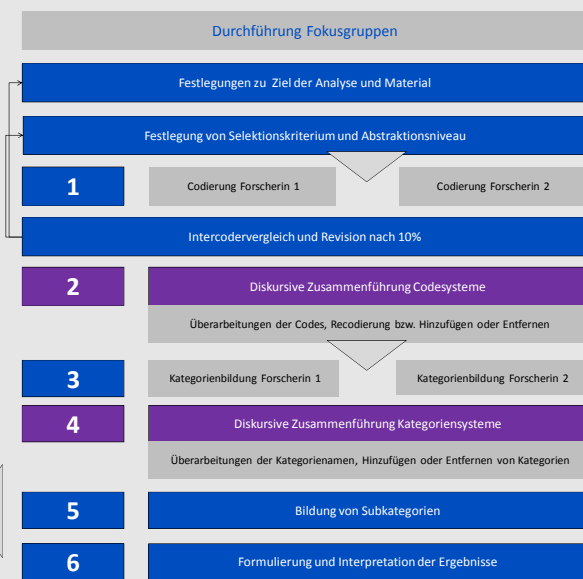 Durchführung Fokusgruppen
Festlegungen zu Ziel der Analyse und Material
Festlegung von Selektionskriterium und Abstraktionsniveau
1
Codierung Forscherin 1
Codierung Forscherin 2
Intercodervergleich und Revision nach 10%
2
Diskursive Zusammenführung Codesysteme
Überarbeitungen der Codes, Recodierung bzw. Hinzufügen oder Entfernen
3
Kategorienbildung Forscherin 1
Kategorienbildung Forscherin 2
4
Diskursive Zusammenführung Kategoriensysteme
Überarbeitungen der Kategorienamen, Hinzufügen oder Entfernen von Kategorien
5
Bildung von Subkategorien
6
Formulierung und Interpretation der Ergebnisse